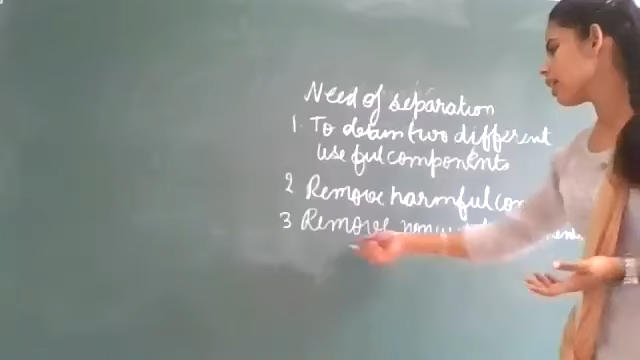 Need of separation
1. To obtain two different
useful components
2 Remove harmful
3 Remove